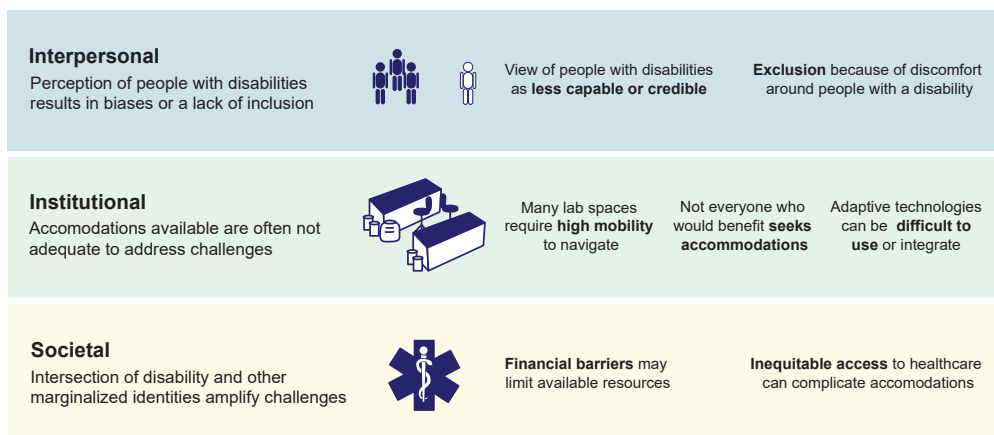 Interpersonal
Perception of people with disabilities
results in biases or a lack of inclusion
View of people with disabilities
as less capable or credible
Exclusion because of discomfort
around people with a disability
Institutional
Accomodations available are often not
adequate to address challenges
Many lab spaces
require high mobility
to navigate
Not everyone who
would benefit seeks
accommodations
Adaptive technologies
can be difficult to
use or integrate
Societal
Intersection of disability and other
marginalized identities amplify challenges
Financial barriers may
limit available resources
Inequitable access to healthcare
can complicate accomodations